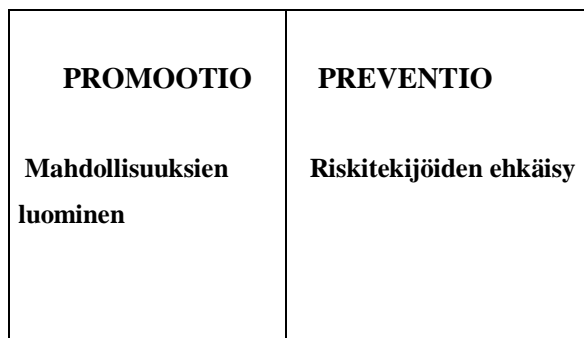 PROMOOTIO
Mahdollisuuksien
luominen
PREVENTIO
Riskitekijöiden ehkäisy